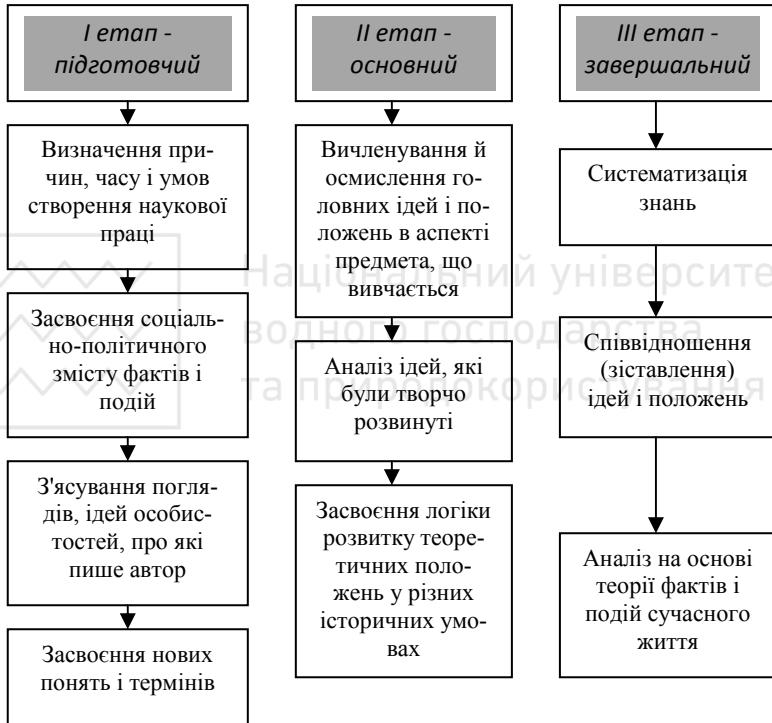 І етап -
підготовчий
Визначення при-
чин, часу і умов
створення наукової
праці
Засвоєння соціаль-
но-політичного
змісту фактів і
подій
З'ясування погля-
дів, ідей особис-
тостей, про які
пише автор
Засвоєння нових
понять і термінів
ІІ етап -
основний
Вичленування й
осмислення го-
ловних ідей і по-
ложень в аспекті
предмета, що
вивчається
Аналіз ідей, які
були творчо
розвинуті
Засвоєння логіки
розвитку теоре-
тичних поло-
жень у різних
історичних умо-
вах
ІІІ етап -
завершальний
Систематизація
знань
Співвідношення
(зіставлення)
ідей і положень
Аналіз на основі
теорії фактів і
подій сучасного
життя
Національний університе
водного господарства
та природокористування